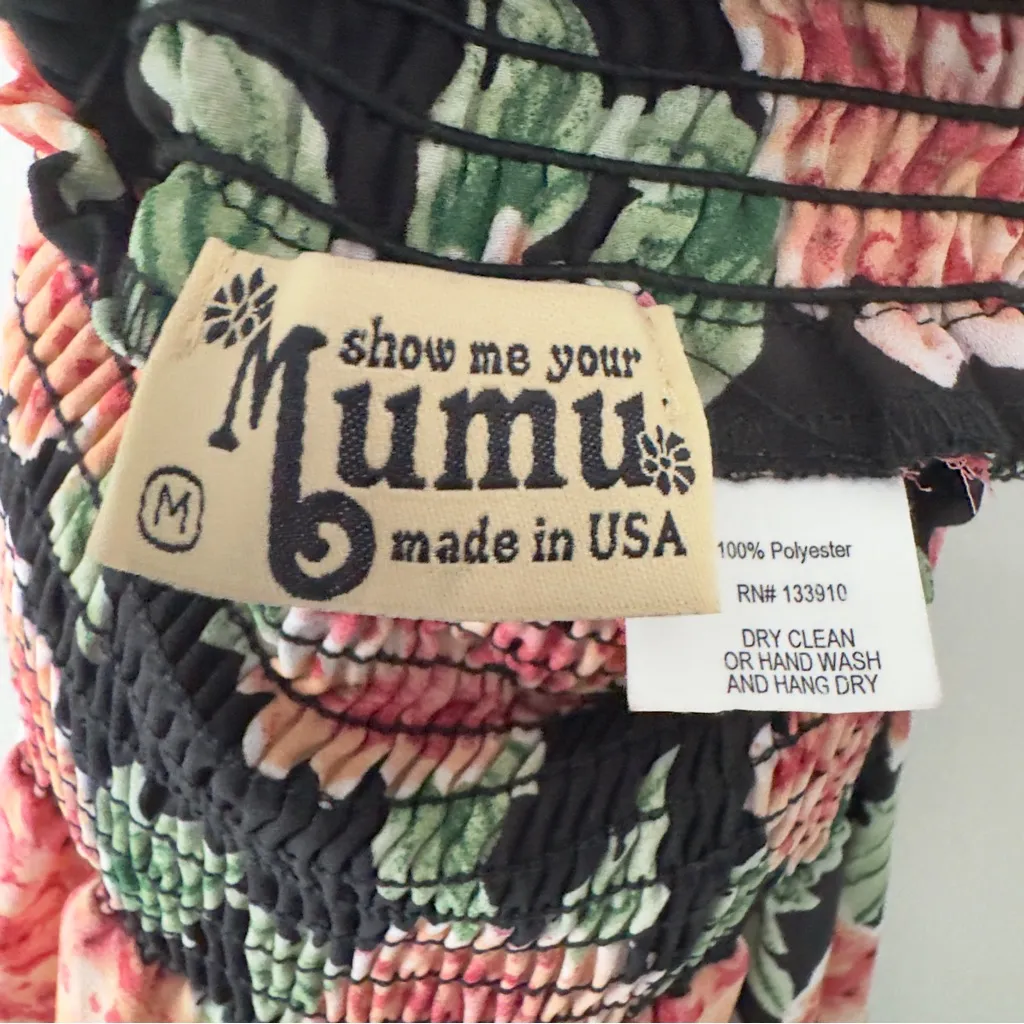 show me your
Mumu
M
made in USA
100% Polyester
RN# 133910
DRY CLEAN
OR HAND WASH
AND HANG DRY